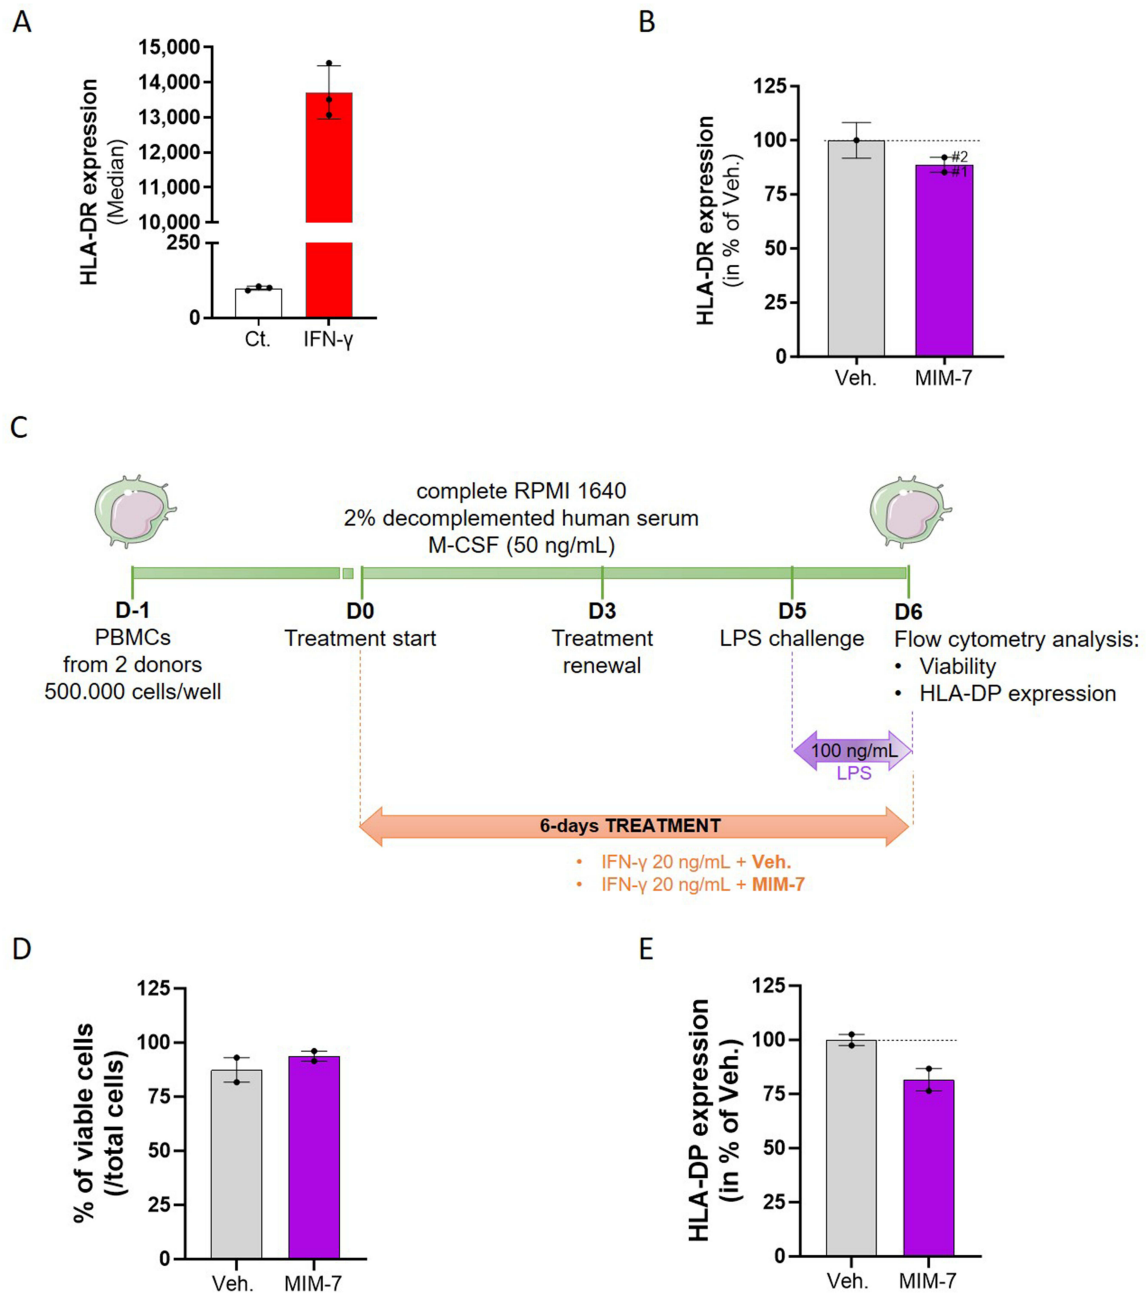 A
HLA-DR expression
(Median)
15,000
14,000
13,000
12,000
11,000
10,000
250
0
Ct.
IFN-γ
B
HLA-DR expression
(in % of Veh.)
125
100
75
50
25
0
#2
#1
Veh.
MIM-7
C
complete RPMI 1640
2% decomplemented human serum
M-CSF (50 ng/mL)
D-1
PBMCs
from 2 donors
500.000 cells/well
D0
Treatment start
D3
Treatment
renewal
D5
LPS challenge
D6
Flow cytometry analysis:
• Viability
• HLA-DP expression
100 ng/mL
LPS
6-days TREATMENT
• IFN-γ 20 ng/mL + Veh.
• IFN-γ 20 ng/mL + MIM-7
D
% of viable cells
(/total cells)
125
100
75
50
25
0
Veh.
MIM-7
E
HLA-DP expression
(in % of Veh.)
125
100
75
50
25
0
Veh.
MIM-7